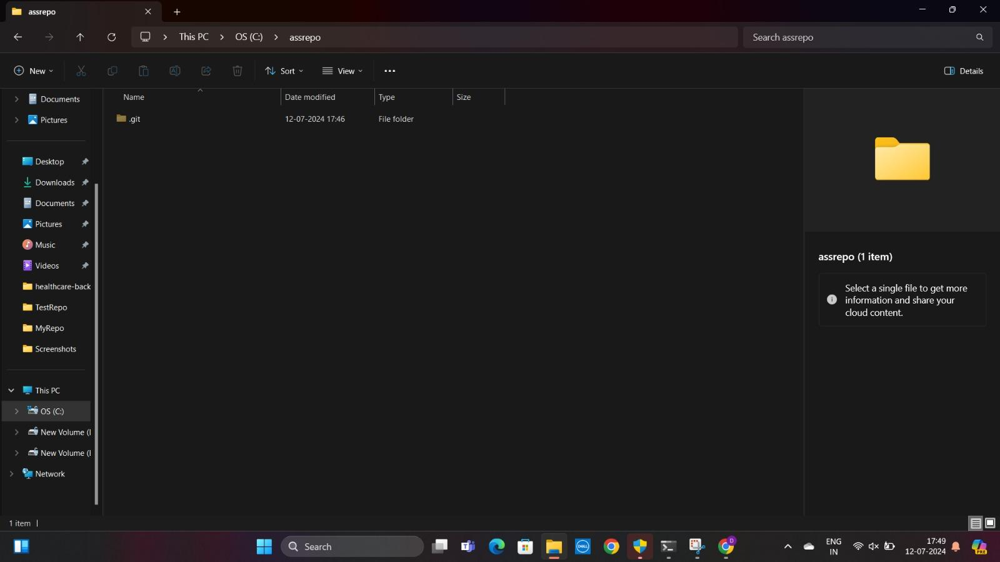 assrepo
This PC > OS (C:) > assrepo
Search assrepo
New
Sort
View
Details
Documents
Pictures
Desktop
Downloads
Documents
Pictures
Music
Videos
healthcare-back
TestRepo
MyRepo
Screenshots
This PC
OS (C:)
New Volume (
New Volume (
Network
Name Date modified Type Size
.git 12-07-2024 17:46 File folder
assrepo (1 item)
Select a single file to get more
information and share your
cloud content.
1 item
Search
DELL
D
ENG
IN
17:49
12-07-2024
PRE